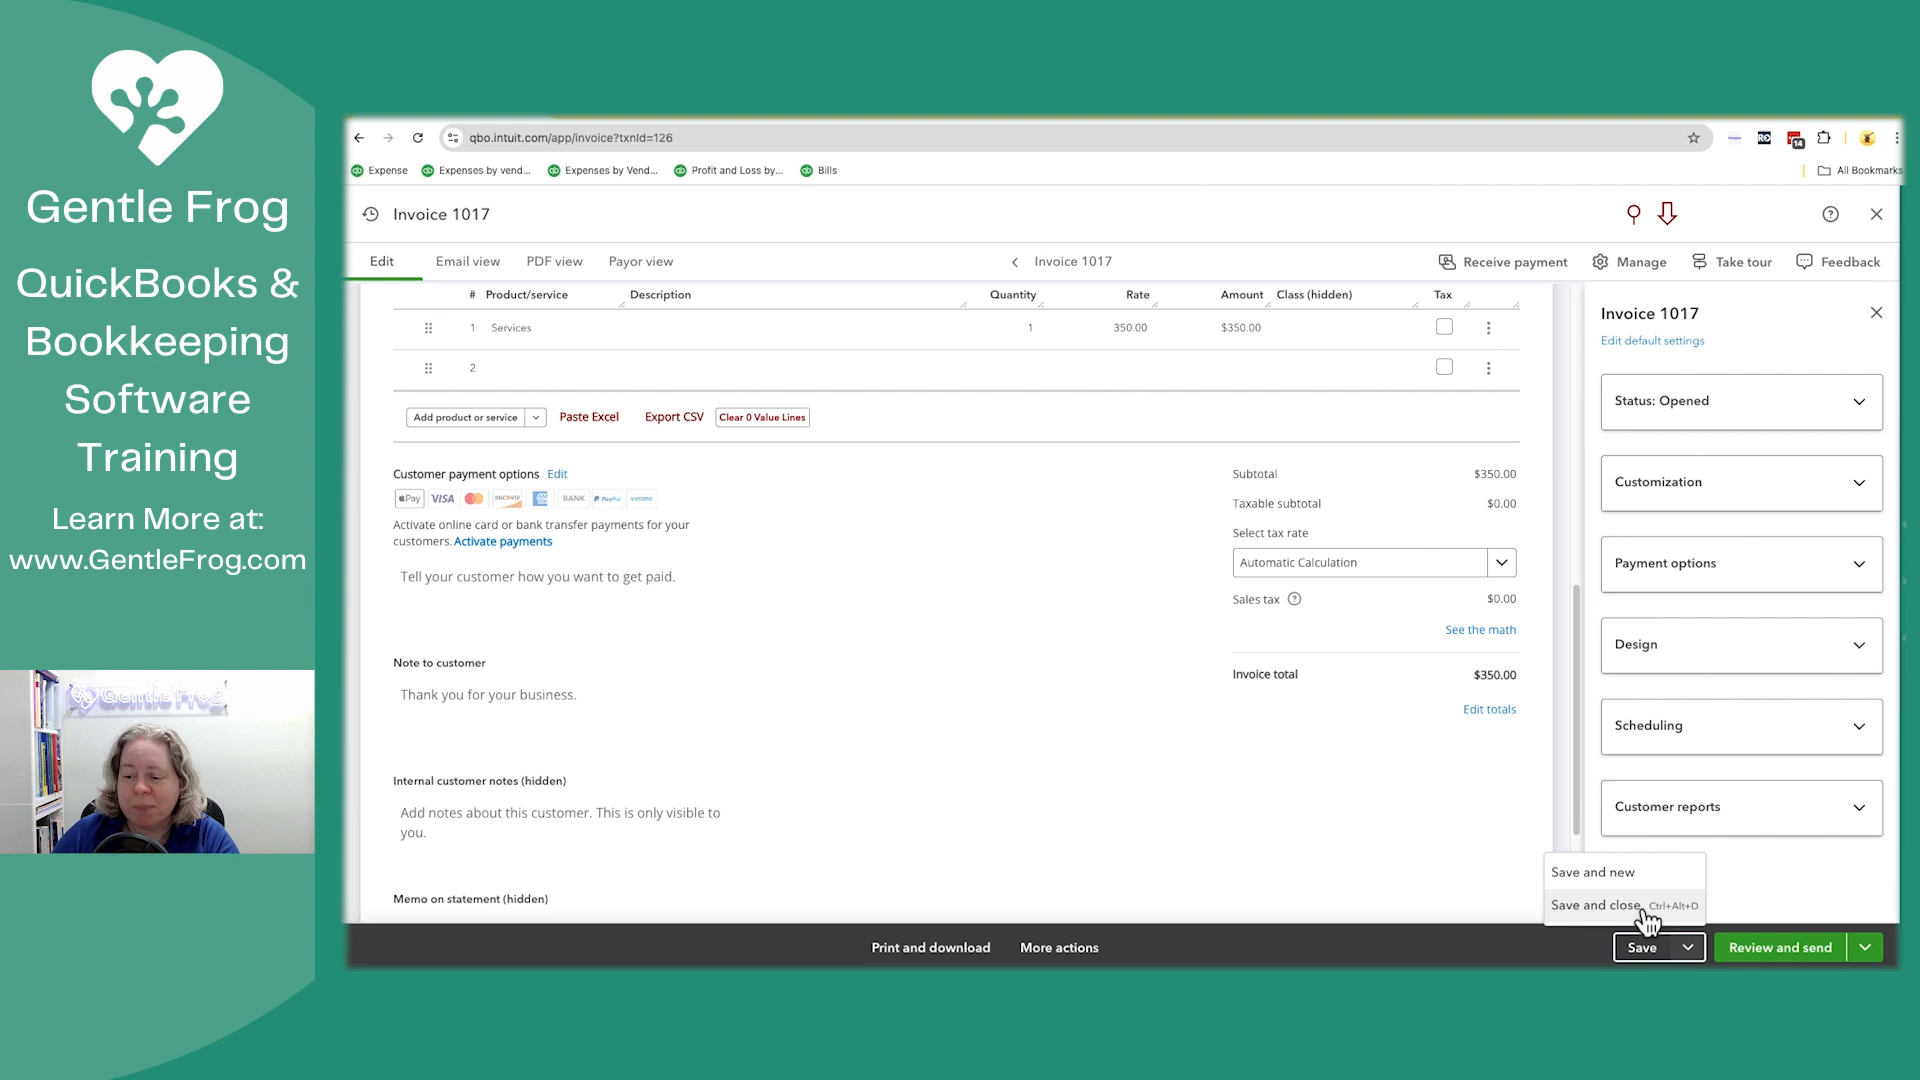 Gentle Frog
QuickBooks &
Bookkeeping
Software
Training
Learn More at:
www.GentleFrog.com
Gentle Frog
qbo.intuit.com/app/invoice?txnId=126
14
Expense
Expenses by vend...
Expenses by Vend...
Profit and Loss by...
Bills
All Bookmarks
Invoice 1017
Edit
Email view
PDF view
Payor view
Invoice 1017
Receive payment
Manage
Take tour
Feedback
# Product/service Description Quantity Rate Amount Class (hidden) Tax
1 Services 1 350.00 $350.00
2
Add product or service
Paste Excel
Export CSV
Clear 0 Value Lines
Customer payment options Edit
Pay VISA DISCOVER BANK PayPal venmo
Activate online card or bank transfer payments for your
customers. Activate payments
Tell your customer how you want to get paid.
Note to customer
Thank you for your business.
Internal customer notes (hidden)
Add notes about this customer. This is only visible to
you.
Memo on statement (hidden)
Subtotal $350.00
Taxable subtotal $0.00
Select tax rate
Automatic Calculation
Sales tax $0.00
See the math
Invoice total $350.00
Edit totals
Invoice 1017
Edit default settings
Status: Opened
Customization
Payment options
Design
Scheduling
Customer reports
Save and new
Save and close Ctrl+Alt+D
Print and download
More actions
Save
Review and send